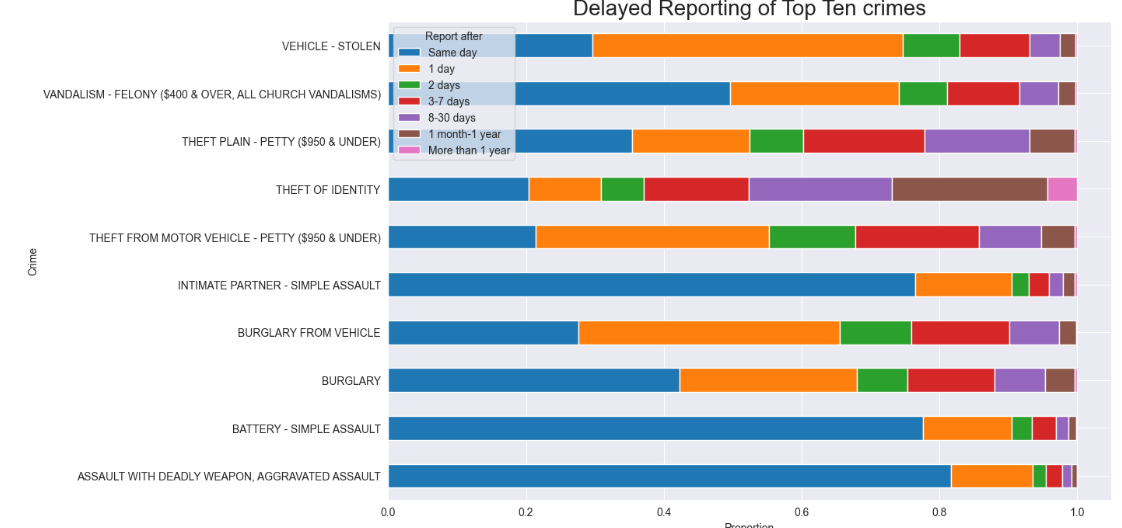 Delayed Reporting of Top Ten crimes
Report after
Same day
1 day
2 days
3-7 days
8-30 days
1 month-1 year
More than 1 year
VEHICLE - STOLEN
VANDALISM - FELONY ($400 & OVER, ALL CHURCH VANDALISMS)
THEFT PLAIN - PETTY ($950 & UNDER)
THEFT OF IDENTITY
THEFT FROM MOTOR VEHICLE - PETTY ($950 & UNDER)
INTIMATE PARTNER - SIMPLE ASSAULT
BURGLARY FROM VEHICLE
BURGLARY
BATTERY - SIMPLE ASSAULT
ASSAULT WITH DEADLY WEAPON, AGGRAVATED ASSAULT
Crime
0.0 0.2 0.4 0.6 0.8 1.0
Proportion